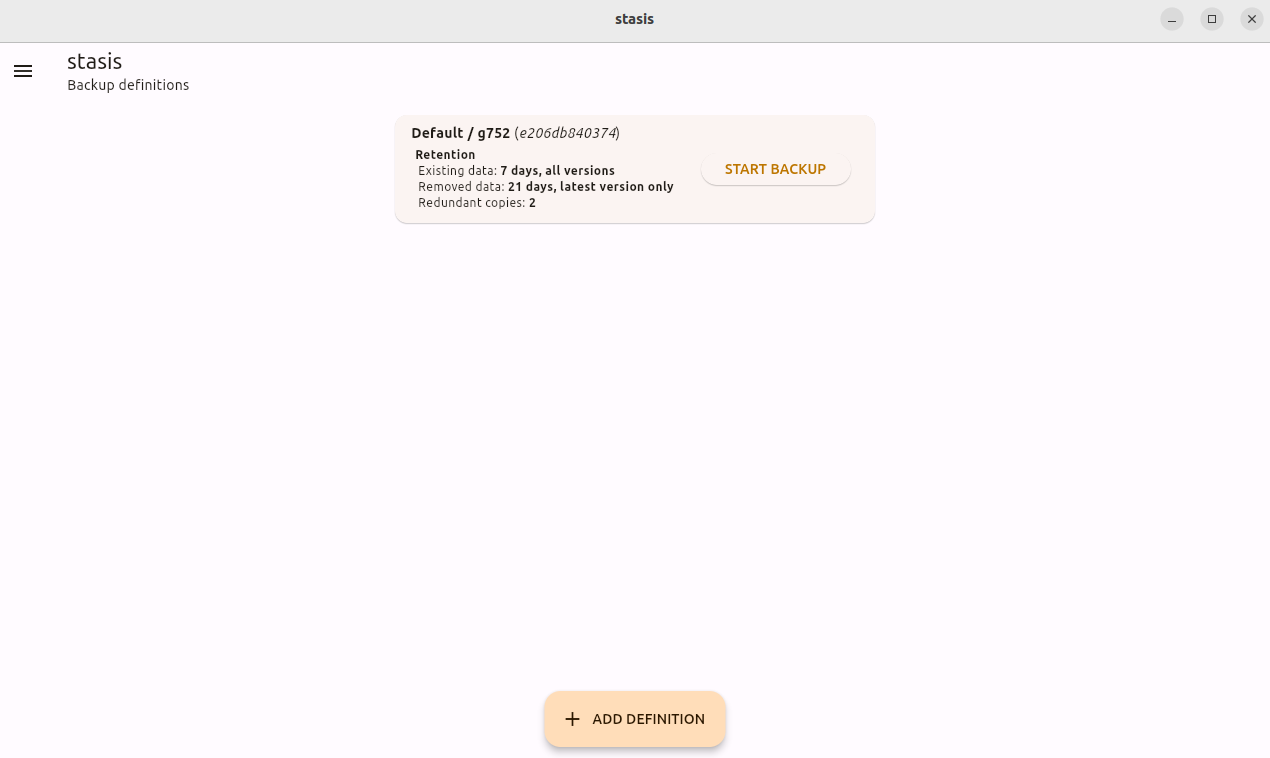 stasis
stasis
Backup definitions
Default / g752 (e206db840374)
Retention
Existing data: 7 days, all versions
Removed data: 21 days, latest version only
Redundant copies: 2
START BACKUP
ADD DEFINITION